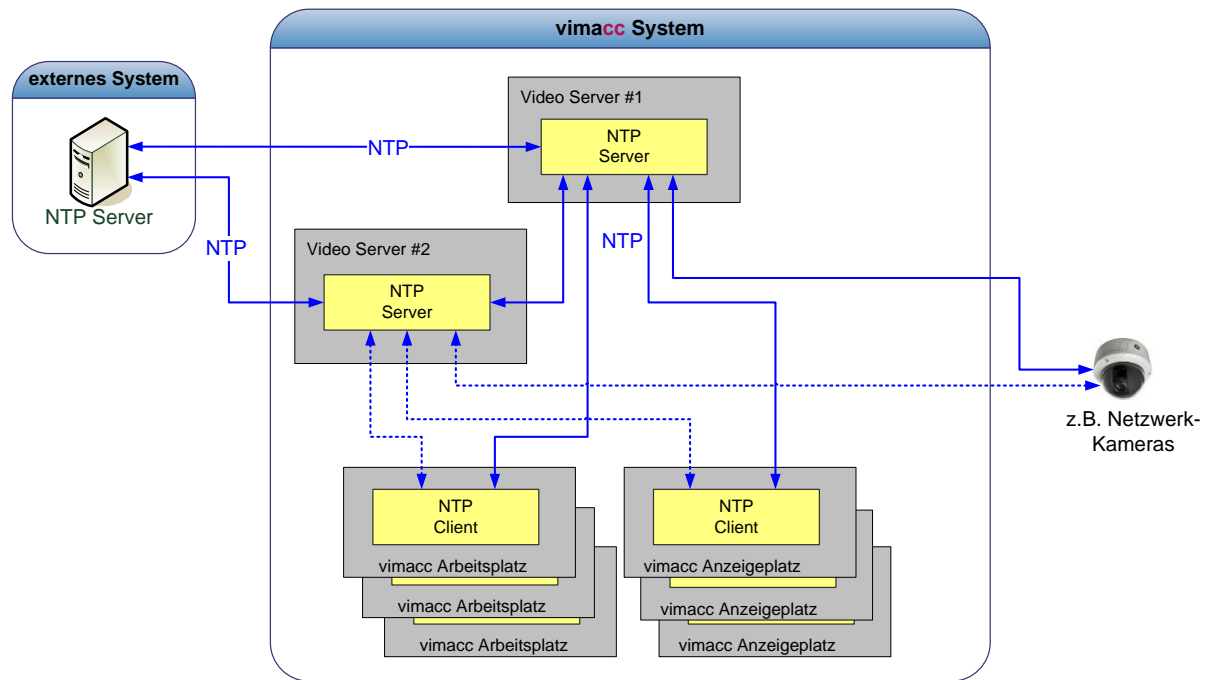 vimacc System
externes System
Video Server #1
NTP
Server
NTP
NTP Server
NTP
NTP
Video Server #2
NTP
Server
z.B. Netzwerk-
Kameras
NTP
Client
vimacc Arbeitsplatz
vimacc Arbeitsplatz
vimacc Arbeitsplatz
NTP
Client
vimacc Anzeigeplatz
vimacc Anzeigeplatz
vimacc Anzeigeplatz